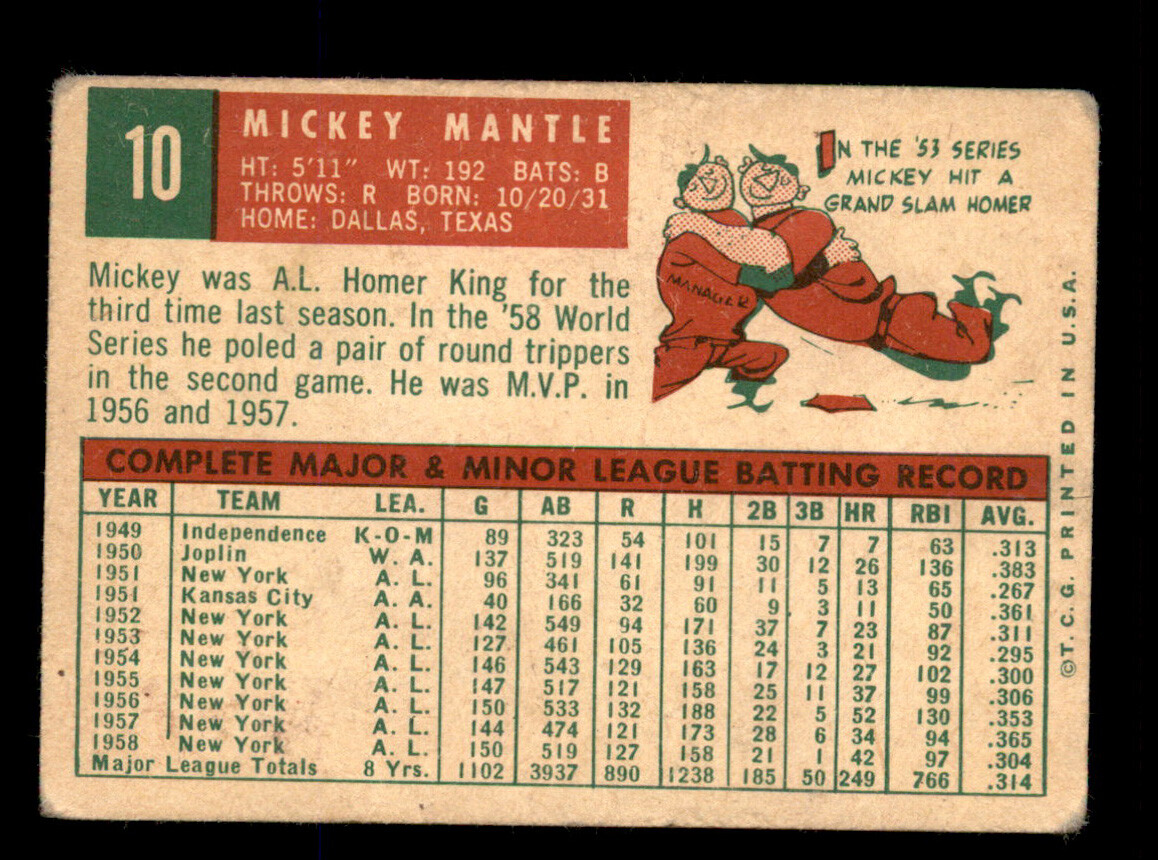 10
MICKEY MANTLE
HT: 5'11" WT: 192 BATS: B
THROWS: R BORN: 10/20/31
HOME: DALLAS, TEXAS
Mickey was A.L. Homer King for the
third time last season. In the '58 World
Series he poled a pair of round trippers
in the second game. He was M.V.P. in
1956 and 1957.
IN THE '53 SERIES
MICKEY HIT A
GRAND SLAM HOMER
MANAGER
COMPLETE MAJOR & MINOR LEAGUE BATTING RECORD
YEAR TEAM LEA. G AB R H 2B 3B HR RBI AVG.
1949 Independence K-O-M 89 323 54 101 15 7 7 63 .313
1950 Joplin W. A. 137 519 141 199 30 12 26 136 .383
1951 New York A. L. 96 341 61 91 11 5 13 65 .267
1951 Kansas City A. A. 40 166 32 60 9 3 11 50 .361
1952 New York A. L. 142 549 94 171 37 7 23 87 .311
1953 New York A. L. 127 461 105 136 24 3 21 92 .295
1954 New York A. L. 146 543 129 163 17 12 27 102 .300
1955 New York A. L. 147 517 121 158 25 11 37 99 .306
1956 New York A. L. 150 533 132 188 22 5 52 130 .353
1957 New York A. L. 144 474 121 173 28 6 34 94 .365
1958 New York A. L. 150 519 127 158 21 1 42 97 .304
Major League Totals 8 Yrs. 1102 3937 890 1238 185 50 249 766 .314
©T. C. G. PRINTED IN U.S.A.